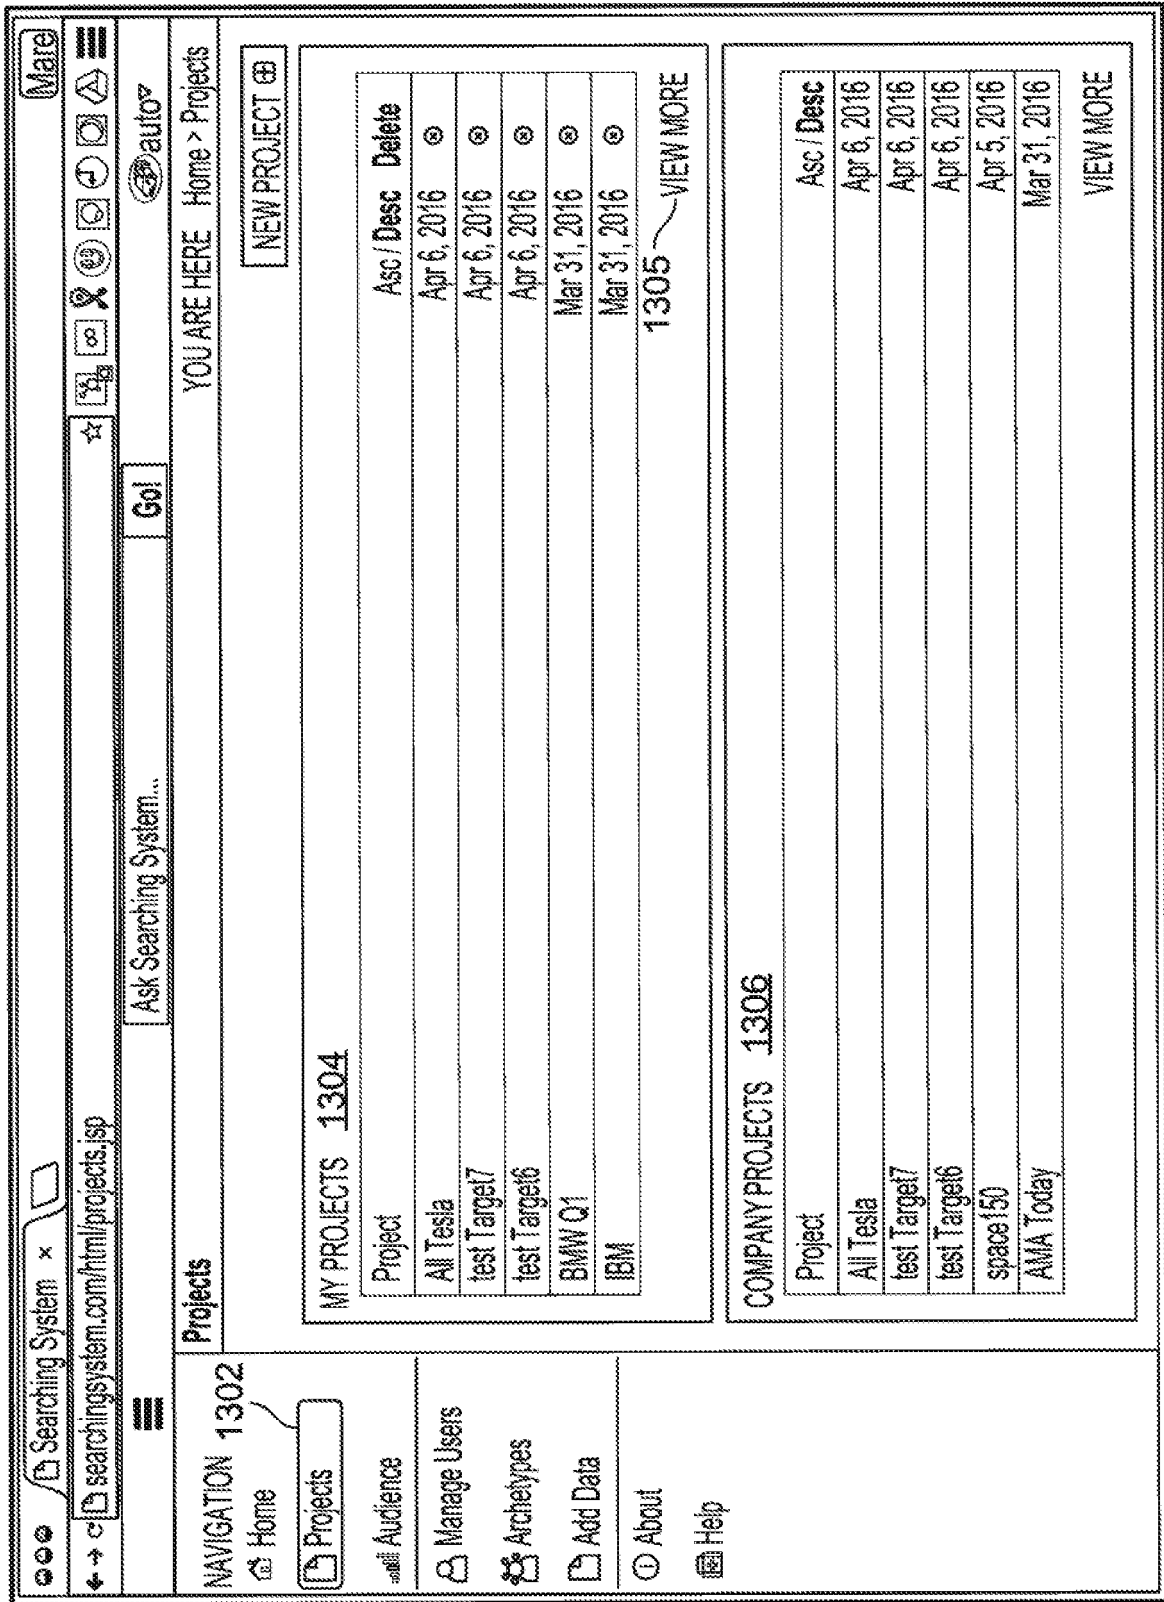 Searching System ×
Mare
searchingsystem.com/html/projects.jsp
Ask Searching System...
Go!
auto
Projects
YOU ARE HERE Home > Projects
NAVIGATION
1302
Home
Projects
Audience
Manage Users
Archetypes
Add Data
About
Help
NEW PROJECT
MY PROJECTS 1304
Project Asc / Desc Delete
All Tesla Apr 6, 2016
test Target7 Apr 6, 2016
test Target6 Apr 6, 2016
BMW Q1 Mar 31, 2016
IBM Mar 31, 2016
1305 VIEW MORE
COMPANY PROJECTS 1306
Project Asc / Desc
All Tesla Apr 6, 2016
test Target7 Apr 6, 2016
test Target6 Apr 6, 2016
space150 Apr 5, 2016
AMA Today Mar 31, 2016
VIEW MORE